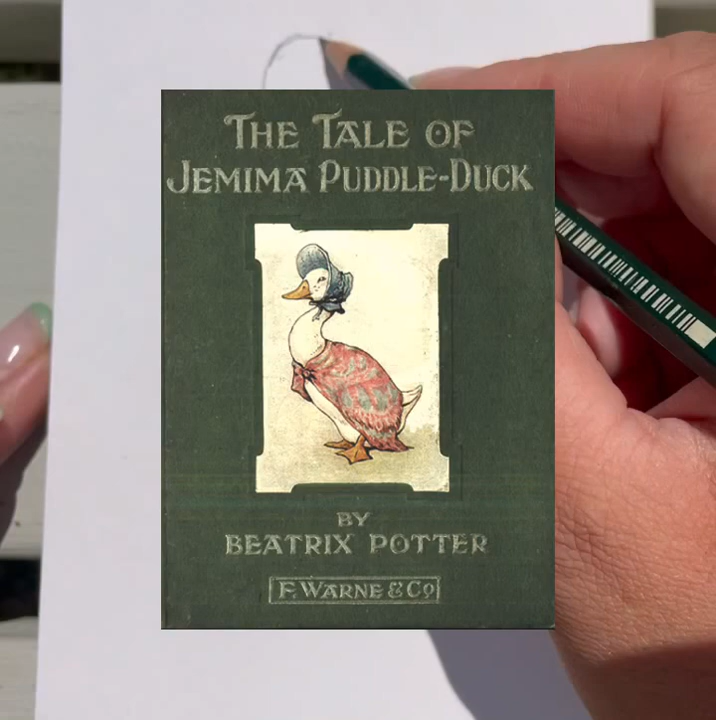 THE TALE OF
JEMIMA PUDDLE-DUCK
BY
BEATRIX POTTER
F. WARNE & Co